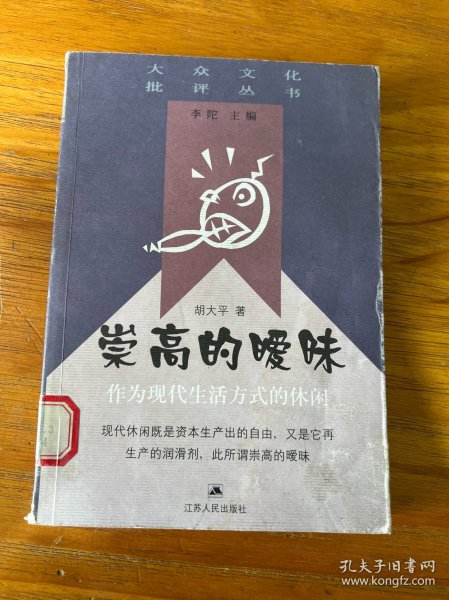 大众文化
批评丛书
李陀 主编
胡大平 著
崇高的暧昧
作为现代生活方式的休闲
现代休闲既是资本生产出的自由，又是它再
生产的润滑剂，此所谓崇高的暧昧
江苏人民出版社
3
孔夫子旧书网
www.kongfz.com